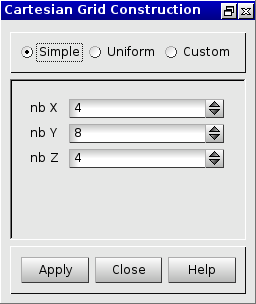 Cartesian Grid Construction
Simple Uniform Custom
nb X 4
nb Y 8
nb Z 4
Apply Close Help